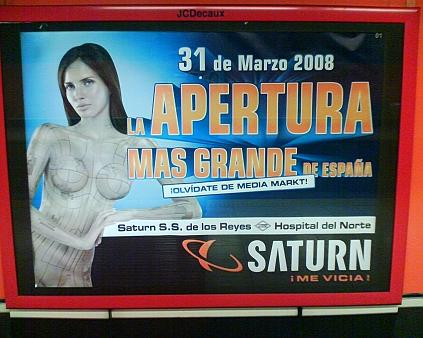 JCDecaux
31 de Marzo 2008
LA APERTURA
MAS GRANDE DE ESPAÑA
¡OLVÍDATE DE MEDIA MARKT!
Saturn S.S. de los Reyes Hospital del Norte
SATURN
¡ME VICIA!